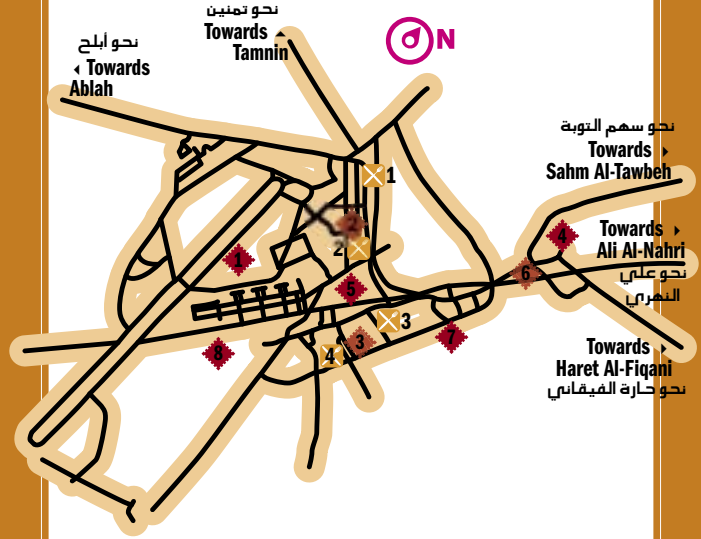 نحو تمنين
Towards
Tamnin
نحو أبلح
Towards
Ablah
N
نحو سهم التوبة
Towards
Sahm Al-Tawbeh
Towards
Ali Al-Nahri
نحو علي
النهري
Towards
Haret Al-Fiqani
نحو حارة الفيقاني
1
2
2
4
1
6
5
3
7
8
3
4